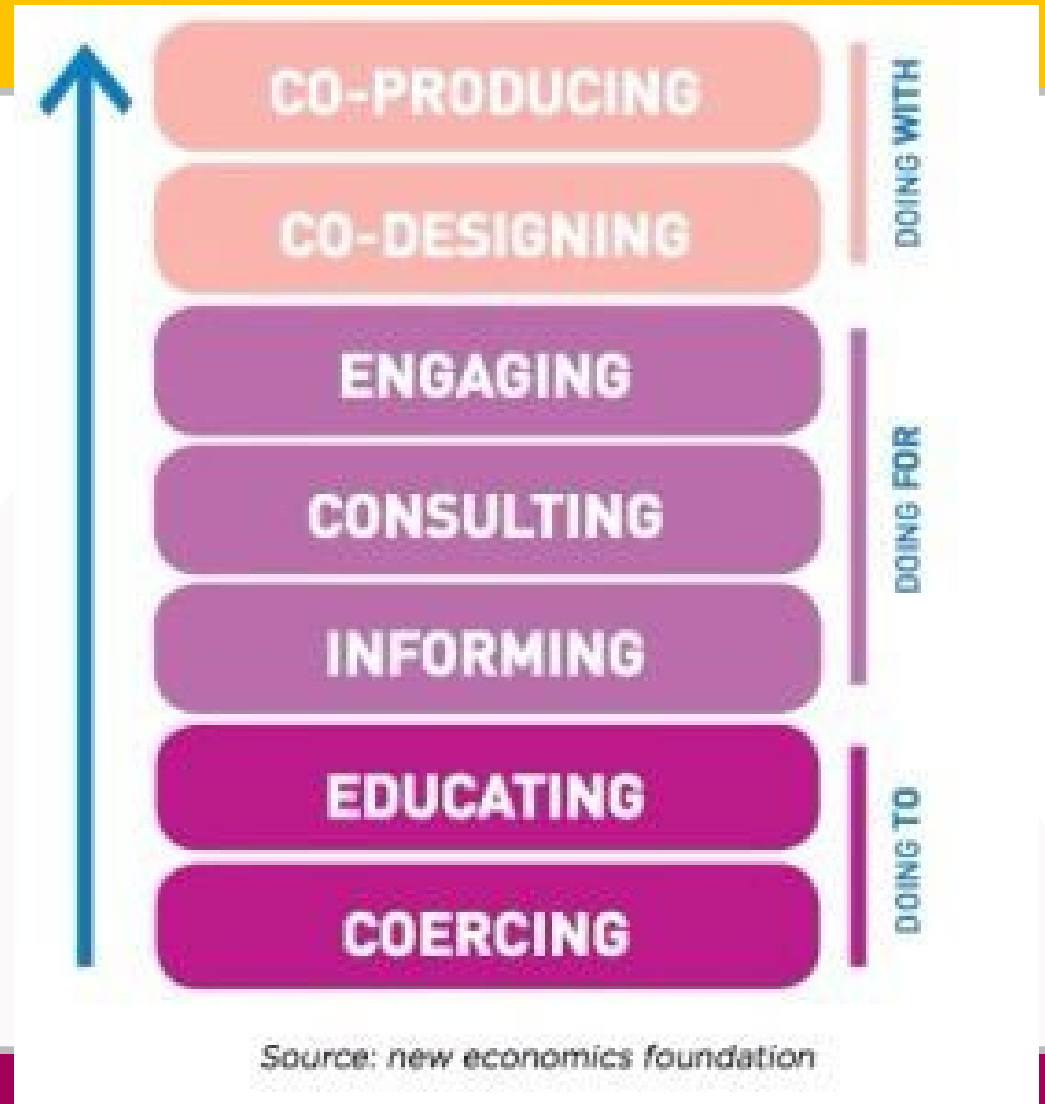 CO-PRODUCING
CO-DESIGNING
DOING WITH
ENGAGING
CONSULTING
INFORMING
DOING FOR
EDUCATING
COERCING
DOING TO
Source: new economics foundation